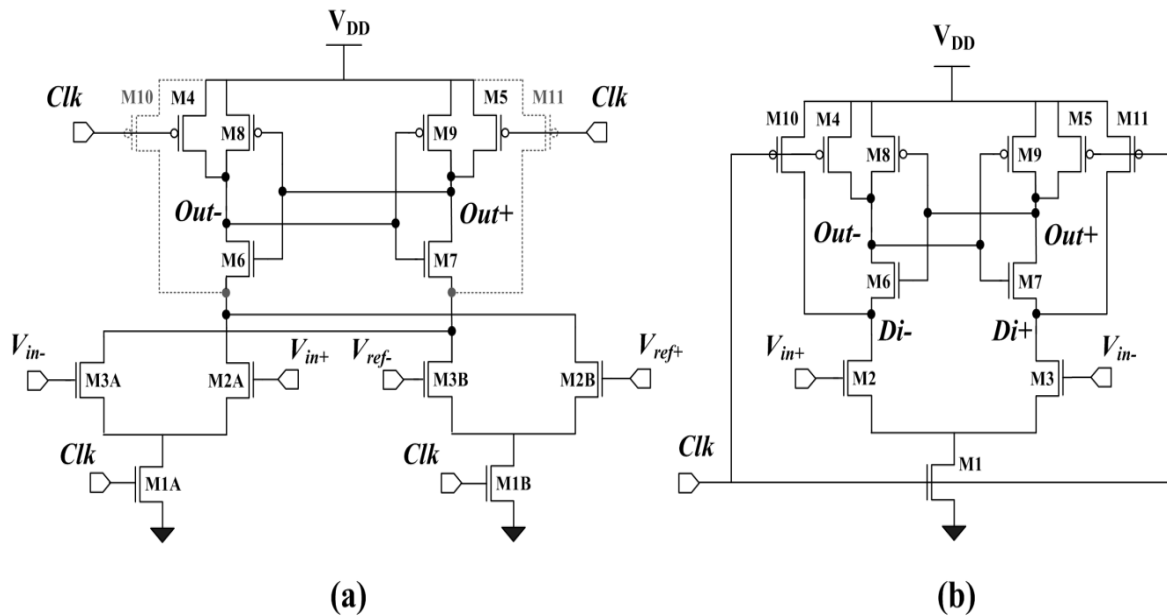 (a)
V_DD
M10
M4
M5
M11
Clk
Clk
M8
M9
Out-
Out+
M6
M7
V_in-
V_in+
V_ref-
V_ref+
M3A
M2A
M3B
M2B
Clk
Clk
M1A
M1B
(a)
V_DD
M10
M4
M5
M11
M8
M9
Out-
Out+
M6
M7
Di-
Di+
V_in+
V_in-
M2
M3
Clk
M1
(b)